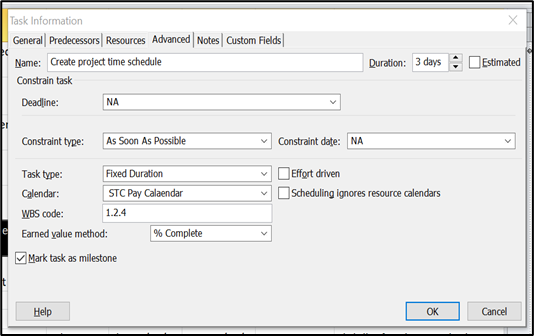 Task Information
General Predecessors Resources Advanced Notes Custom Fields
Name: Create project time schedule Duration: 3 days Estimated
Constrain task
Deadline: NA
Constraint type: As Soon As Possible Constraint date: NA
Task type: Fixed Duration Effort driven
Calendar: STC Pay Calaendar Scheduling ignores resource calendars
WBS code: 1.2.4
Earned value method: % Complete
Mark task as milestone
Help OK Cancel